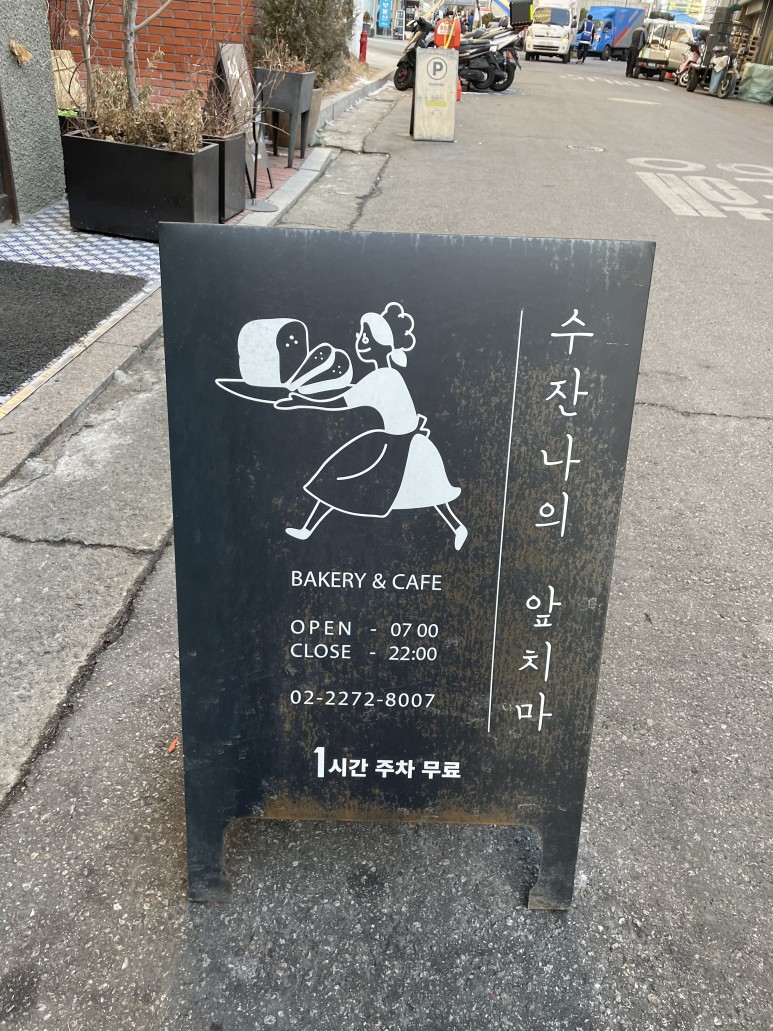 BAKERY & CAFE
OPEN - 07 00
CLOSE - 22:00
02-2272-8007
1시간 주차 무료
수잔나의 앞치마
P